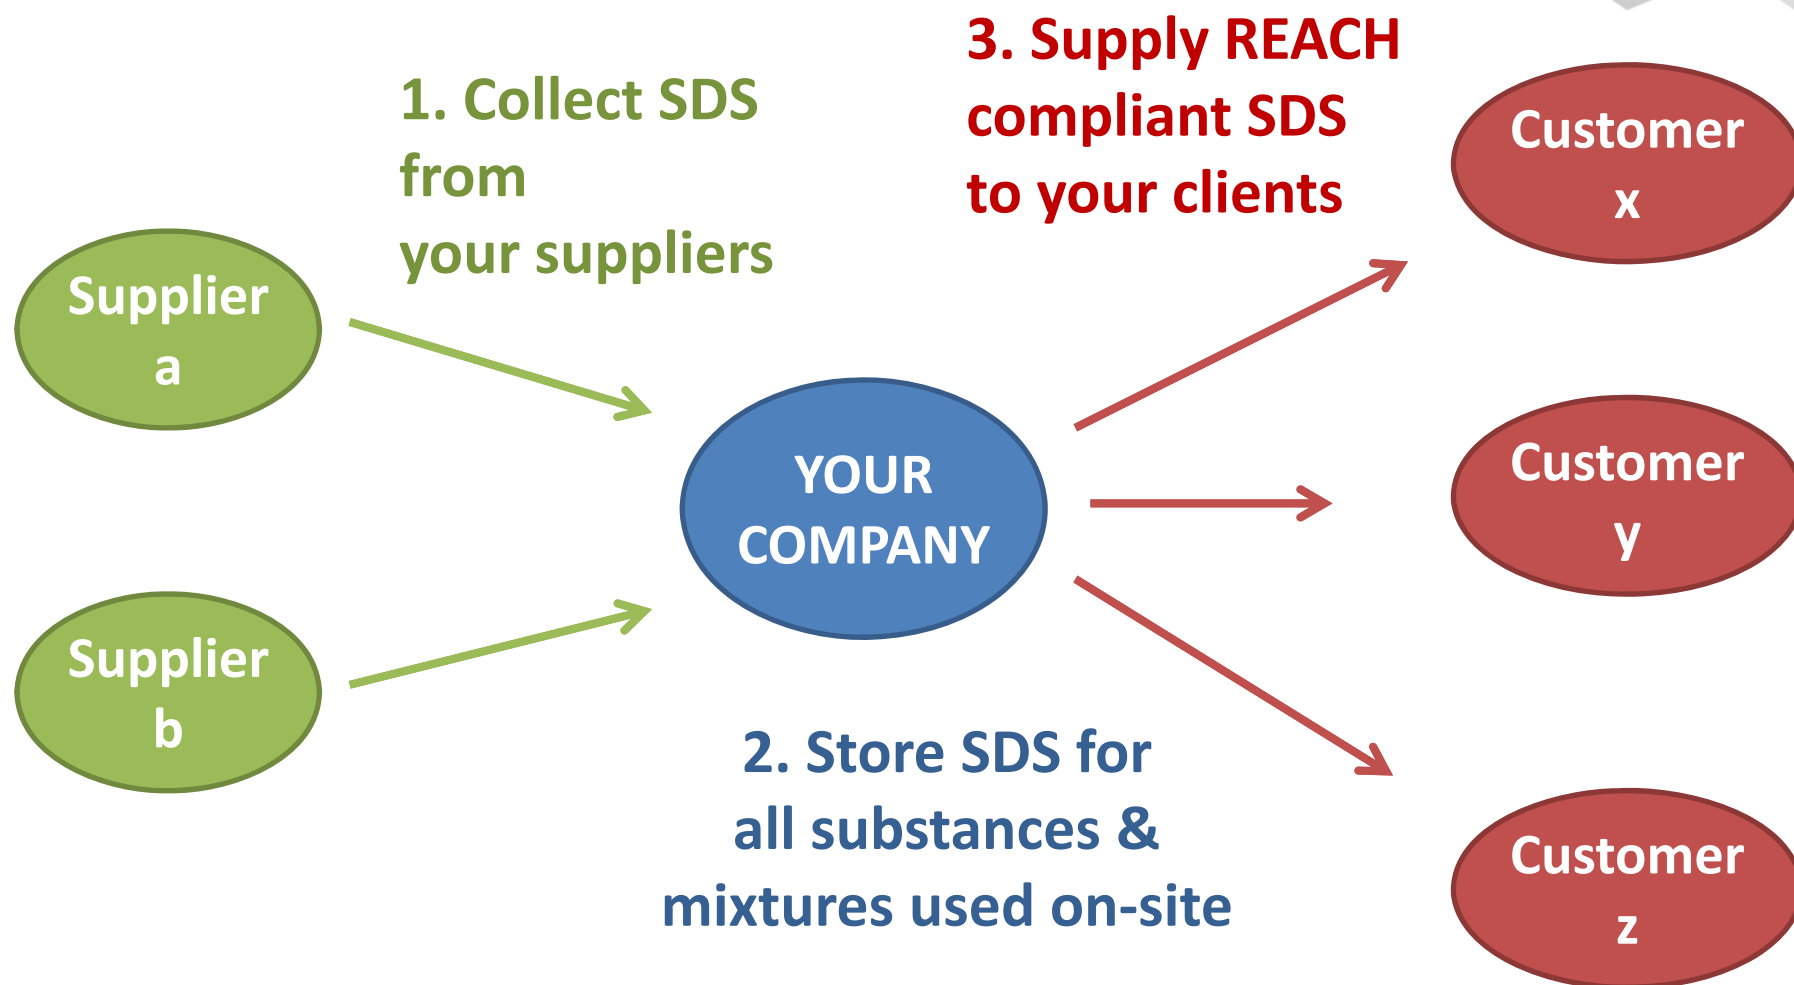 1. Collect SDS
from
your suppliers
3. Supply REACH
compliant SDS
to your clients
Supplier
a
Supplier
b
YOUR
COMPANY
2. Store SDS for
all substances &
mixtures used on-site
Customer
x
Customer
y
Customer
z